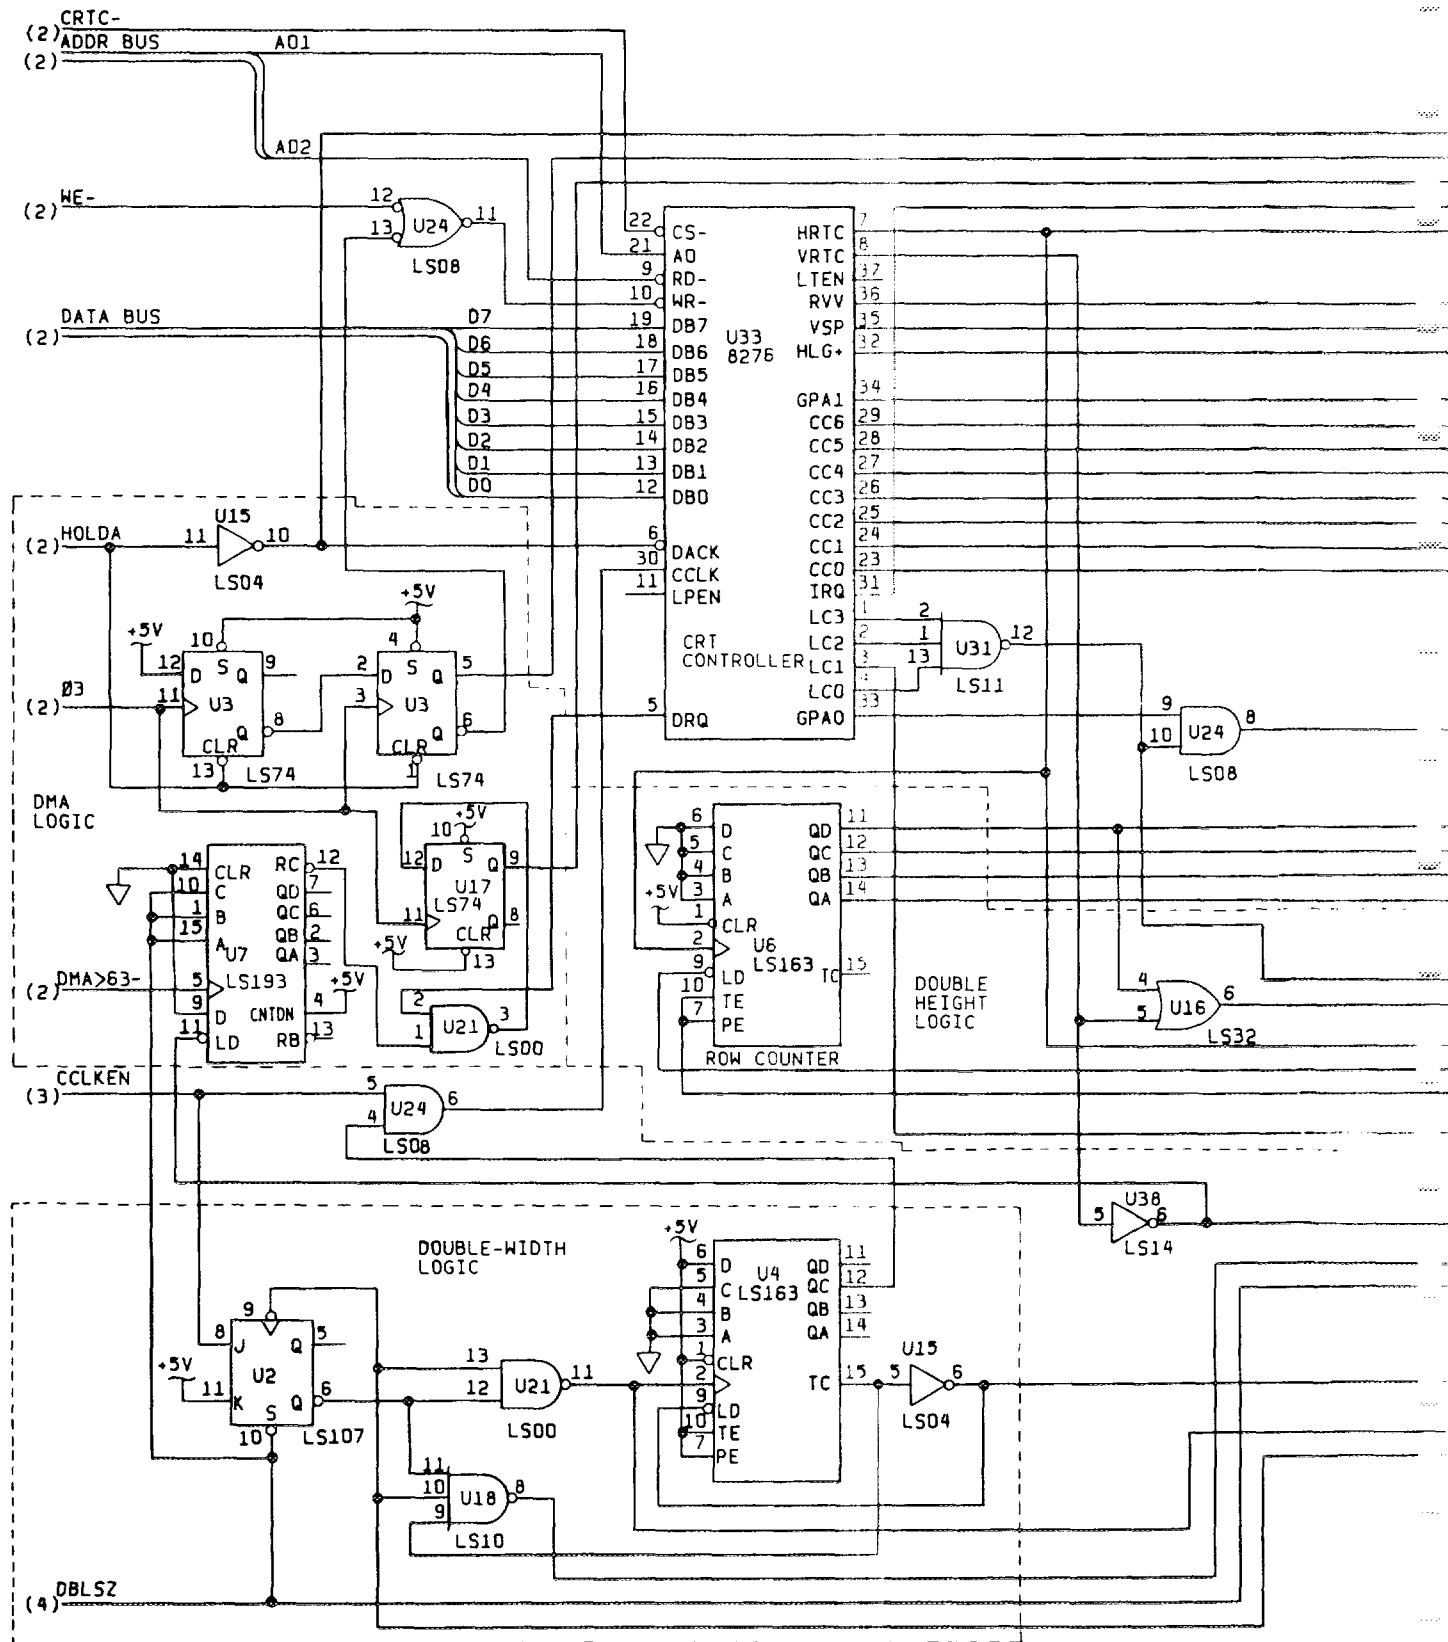 CRTC-
(2)
ADDR BUS
A01
(2)
A02
WE-
(2)
12
13
U24
11
LS08
DATA BUS
(2)
D7
D6
D5
D4
D3
D2
D1
D0
22
21
9
10
19
18
17
16
15
14
13
12
6
30
11
5
CS-
A0
RD-
WR-
DB7
DB6
DB5
DB4
DB3
DB2
DB1
DB0
DACK
CCLK
LPEN
DRQ
U33
8276
CRT
CONTROLLER
HRTC
VRTC
LTEN
RVV
VSP
HLG+
GPA1
CC6
CC5
CC4
CC3
CC2
CC1
CC0
IRQ
LC3
LC2
LC1
LC0
GPA0
7
8
37
36
35
32
34
29
28
27
26
25
24
23
31
1
2
3
4
33
2
1
13
U31
12
LS11
9
10
U24
8
LS08
HOLDA
(2)
U15
11
10
LS04
+5V
+5V
10
12
D
S
Q
9
11
U3
Q
8
CLR
13
LS74
4
2
D
S
Q
5
3
U3
Q
6
CLR
1
LS74
Ø3
(2)
DMA
LOGIC
+5V
10
12
D
S
Q
9
U17
LS74
11
Q
8
CLR
13
+5V
14
10
1
15
5
9
11
CLR
C
B
A
D
LD
U7
LS193
CNTDN
RC
QD
QC
QB
QA
RB
12
7
6
2
3
4
13
+5V
DMA>63-
(2)
2
1
U21
3
LS00
6
5
4
3
1
2
9
10
7
D
C
B
A
CLR
LD
TE
PE
+5V
U6
LS163
QD
QC
QB
QA
TC
11
12
13
14
15
ROW COUNTER
DOUBLE
HEIGHT
LOGIC
4
5
U16
6
LS32
CCLKEN
(3)
5
4
U24
6
LS08
5
U38
6
LS14
DOUBLE-WIDTH
LOGIC
9
8
J
Q
5
+5V
11
K
U2
Q
6
S
10
LS107
13
12
U21
11
LS00
+5V
6
5
4
3
1
2
9
10
7
D
C
B
A
CLR
LD
TE
PE
U4
LS163
QD
QC
QB
QA
TC
11
12
13
14
15
U15
5
6
LS04
11
10
9
U18
8
LS10
DBLSZ
(4)